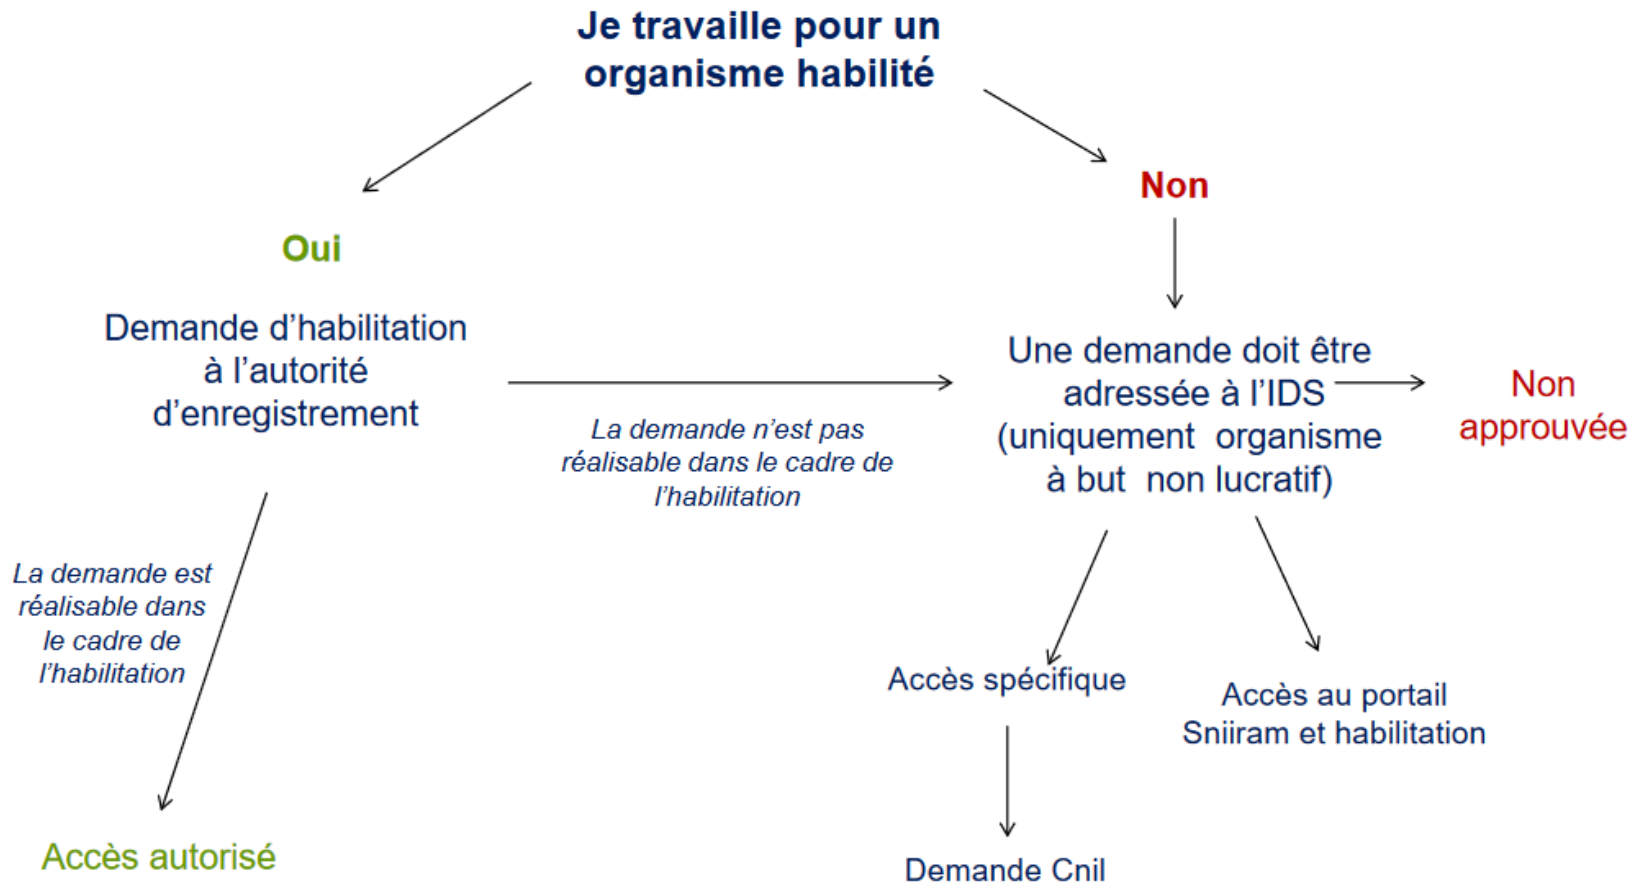 Je travaille pour un
organisme habilité
Non
Oui
Demande d'habilitation
à l'autorité
d'enregistrement
La demande n'est pas
réalisable dans le cadre de
l'habilitation
Une demande doit être
adressée à l'IDS
(uniquement organisme
à but non lucratif)
Non
approuvée
La demande est
réalisable dans
le cadre de
l'habilitation
Accès spécifique
Accès au portail
Sniiram et habilitation
Accès autorisé
Demande Cnil